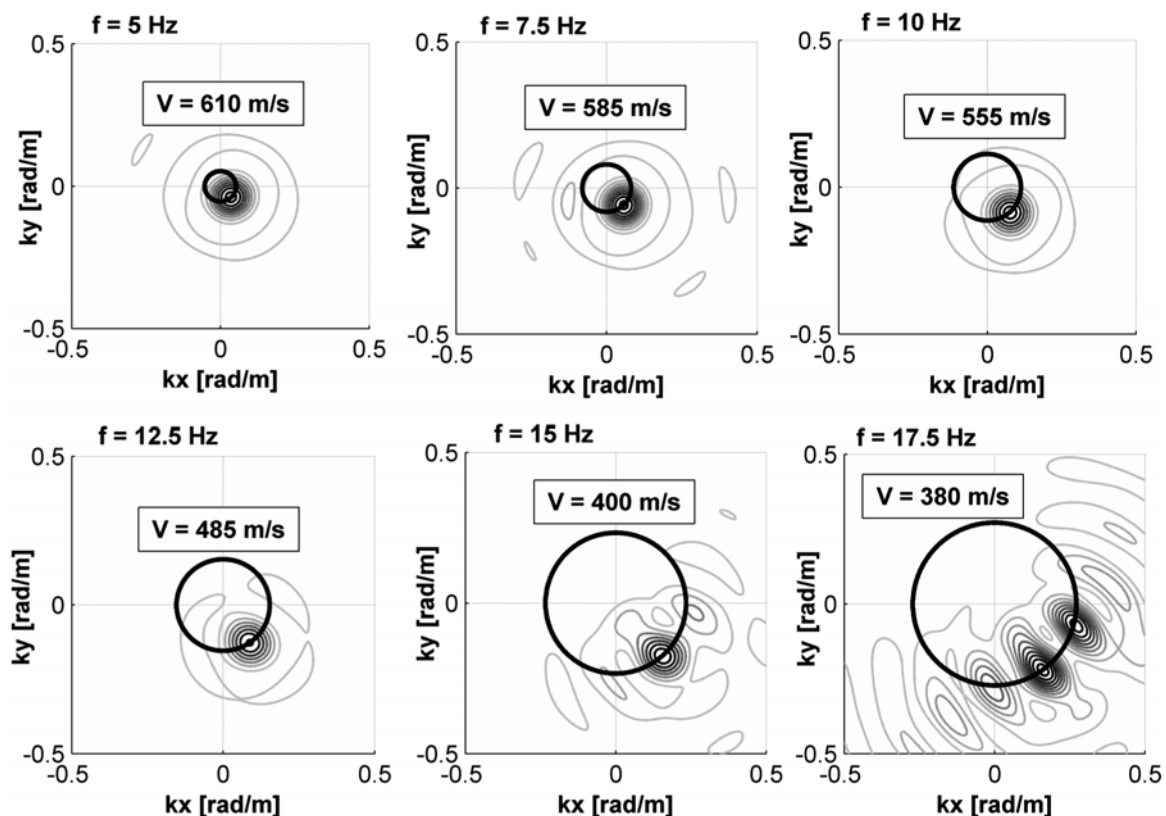 f = 5 Hz
V = 610 m/s
0.5
0
-0.5
ky [rad/m]
-0.5
0
0.5
kx [rad/m]
f = 7.5 Hz
V = 585 m/s
0.5
0
-0.5
ky [rad/m]
-0.5
0
0.5
kx [rad/m]
f = 10 Hz
V = 555 m/s
0.5
0
-0.5
ky [rad/m]
-0.5
0
0.5
kx [rad/m]
f = 12.5 Hz
V = 485 m/s
0.5
0
-0.5
ky [rad/m]
-0.5
0
0.5
kx [rad/m]
f = 15 Hz
V = 400 m/s
0.5
0
-0.5
ky [rad/m]
-0.5
0
0.5
kx [rad/m]
f = 17.5 Hz
V = 380 m/s
0.5
0
-0.5
ky [rad/m]
-0.5
0
0.5
kx [rad/m]